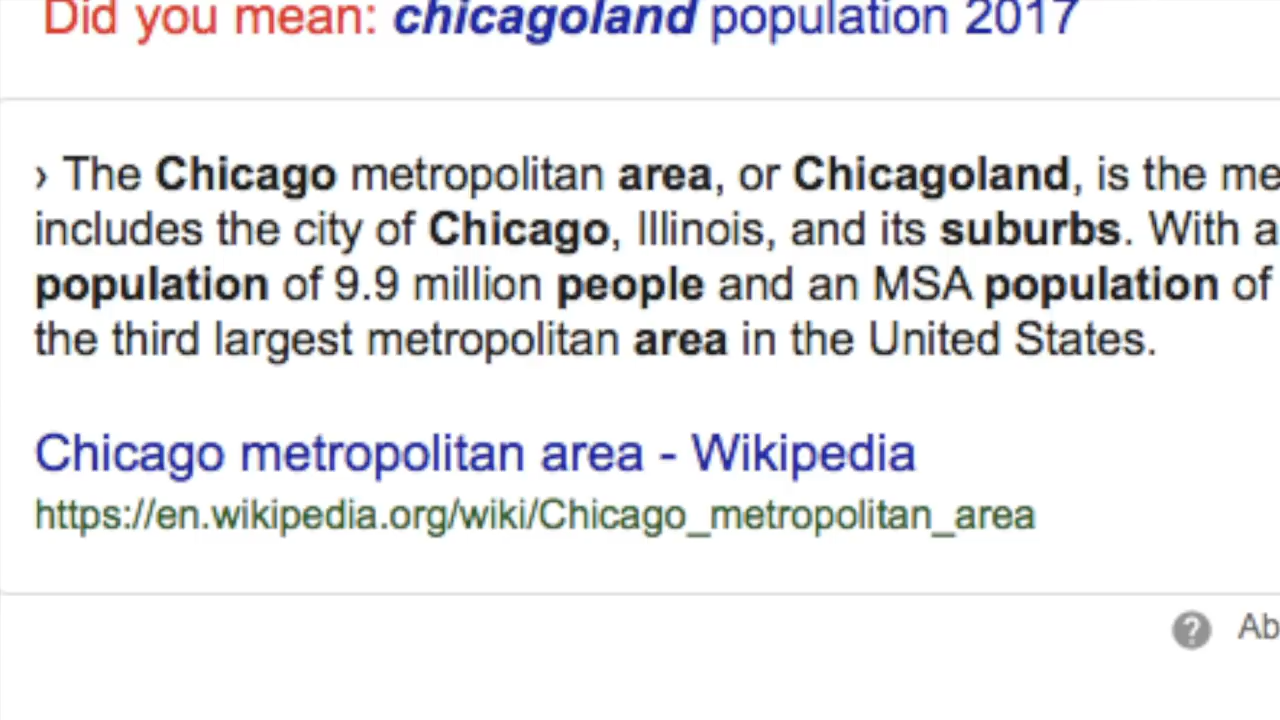 Did you mean: chicagoland population 2017
› The Chicago metropolitan area, or Chicagoland, is the me
includes the city of Chicago, Illinois, and its suburbs. With a
population of 9.9 million people and an MSA population of
the third largest metropolitan area in the United States.
Chicago metropolitan area - Wikipedia
https://en.wikipedia.org/wiki/Chicago_metropolitan_area
? Ab